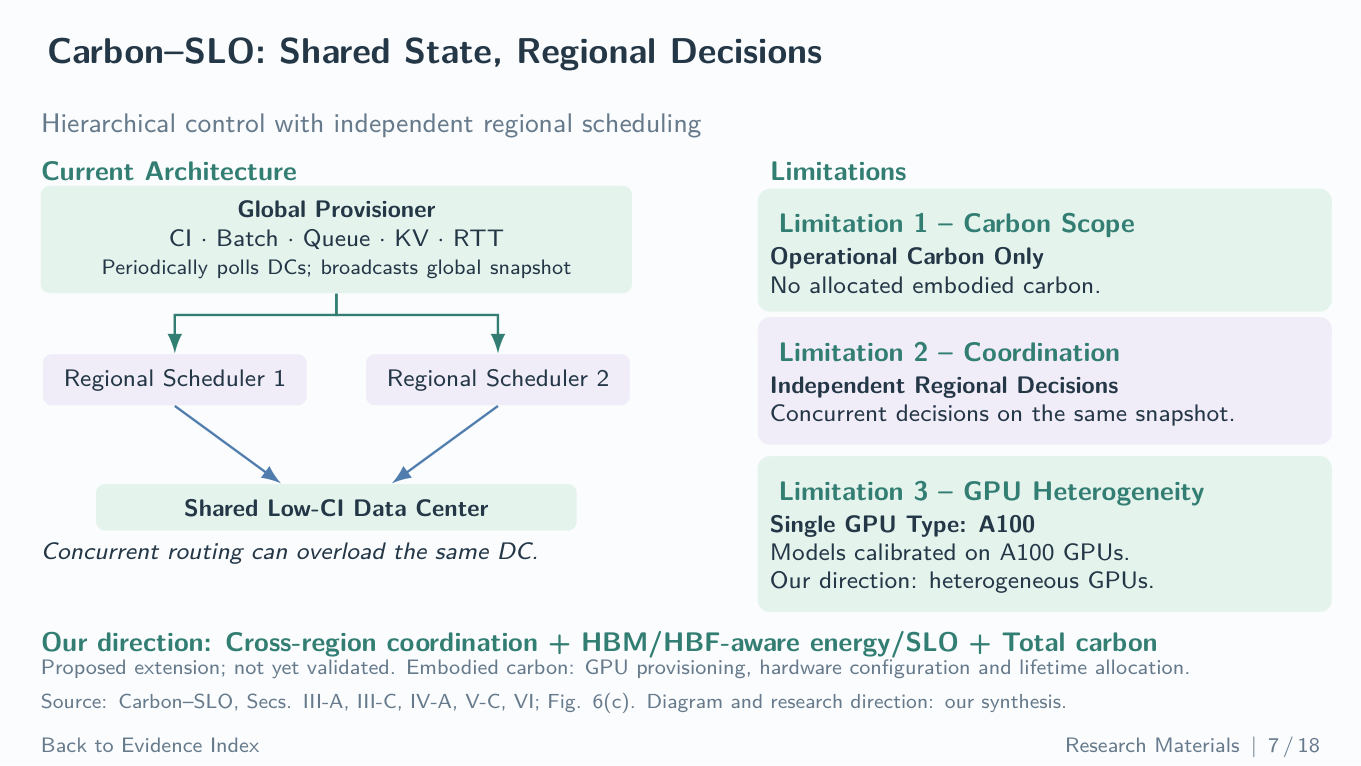 Carbon–SLO: Shared State, Regional Decisions
Hierarchical control with independent regional scheduling
Current Architecture
Global Provisioner
CI · Batch · Queue · KV · RTT
Periodically polls DCs; broadcasts global snapshot
Regional Scheduler 1
Regional Scheduler 2
Shared Low-CI Data Center
Concurrent routing can overload the same DC.
Limitations
Limitation 1 – Carbon Scope
Operational Carbon Only
No allocated embodied carbon.
Limitation 2 – Coordination
Independent Regional Decisions
Concurrent decisions on the same snapshot.
Limitation 3 – GPU Heterogeneity
Single GPU Type: A100
Models calibrated on A100 GPUs.
Our direction: heterogeneous GPUs.
Our direction: Cross-region coordination + HBM/HBF-aware energy/SLO + Total carbon
Proposed extension; not yet validated. Embodied carbon: GPU provisioning, hardware configuration and lifetime allocation.
Source: Carbon–SLO, Secs. III-A, III-C, IV-A, V-C, VI; Fig. 6(c). Diagram and research direction: our synthesis.
Back to Evidence Index
Research Materials | 7 / 18